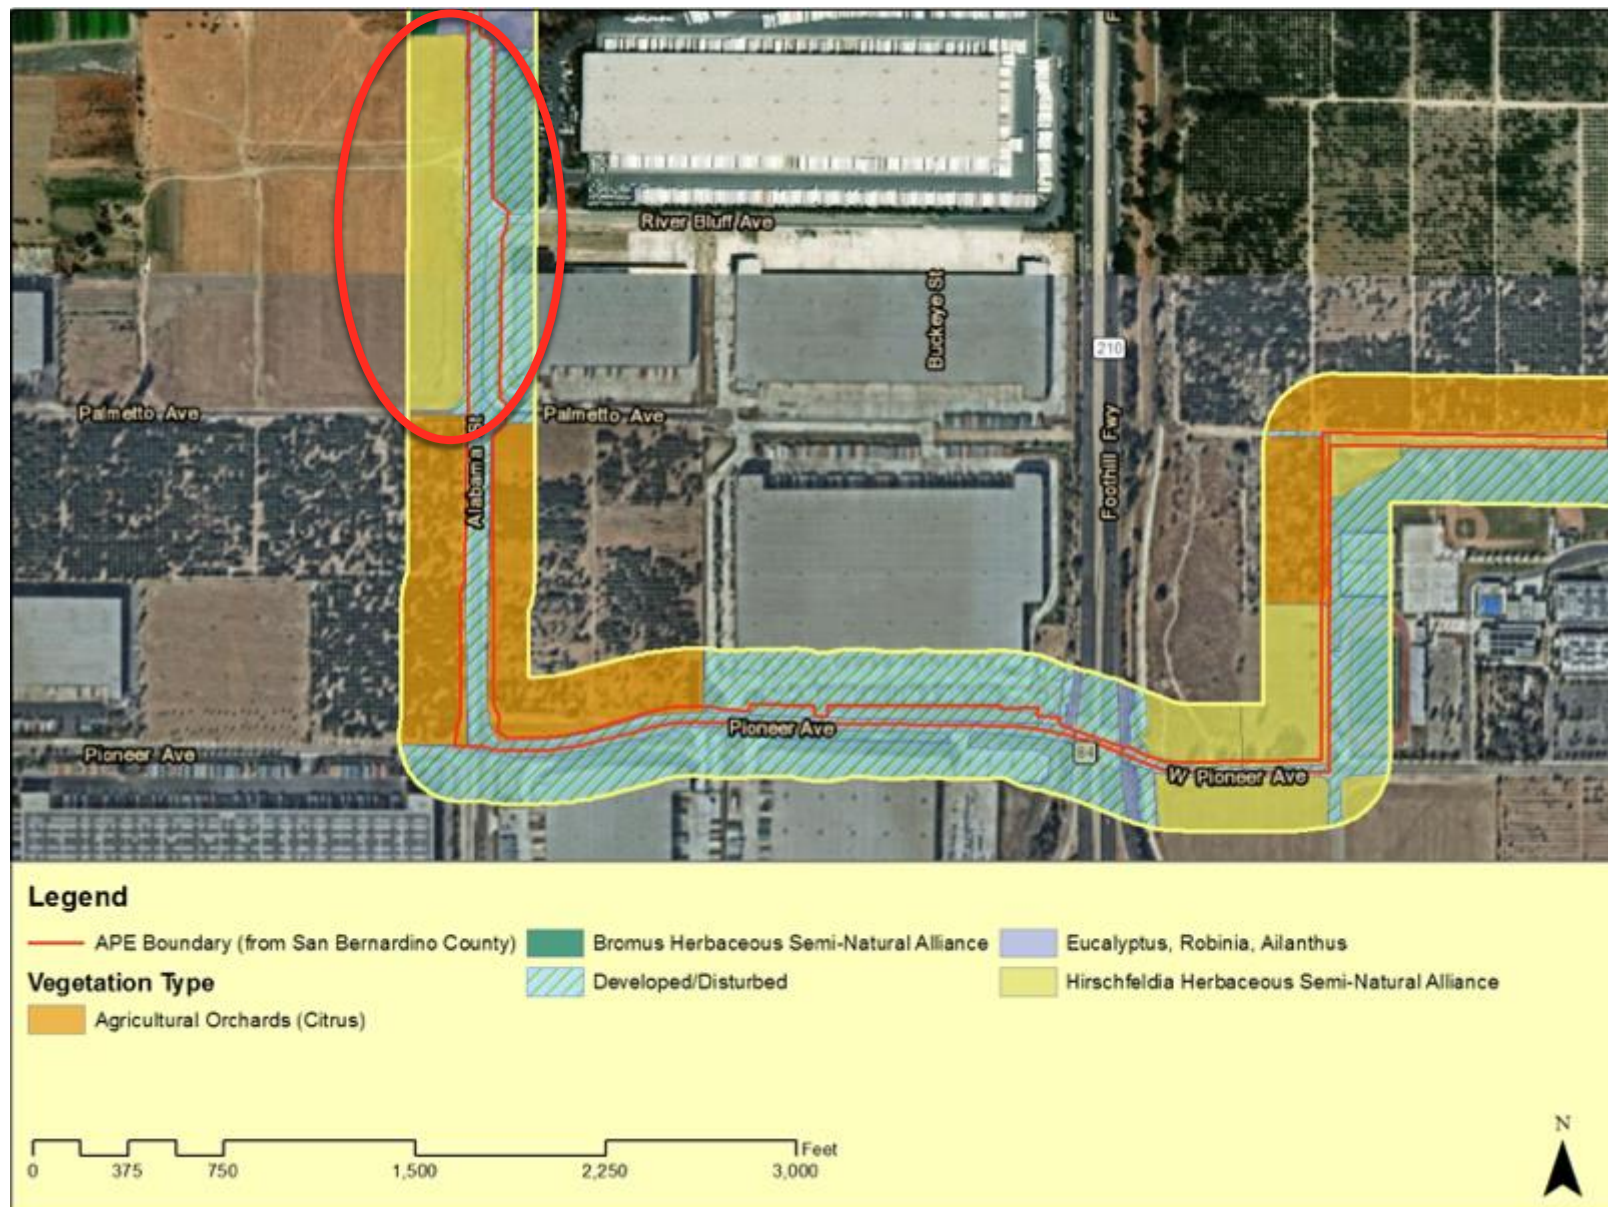 F
River Bluff Ave
Buckeye St
210
Palmetto Ave
Palmetto Ave
Alabama St
Foothill Fwy
Pioneer Ave
Pioneer Ave
84
W Pioneer Ave
Legend
APE Boundary (from San Bernardino County)
Vegetation Type
Agricultural Orchards (Citrus)
Bromus Herbaceous Semi-Natural Alliance
Developed/Disturbed
Eucalyptus, Robinia, Ailanthus
Hirschfeldia Herbaceous Semi-Natural Alliance
Feet
0 375 750 1,500 2,250 3,000
N